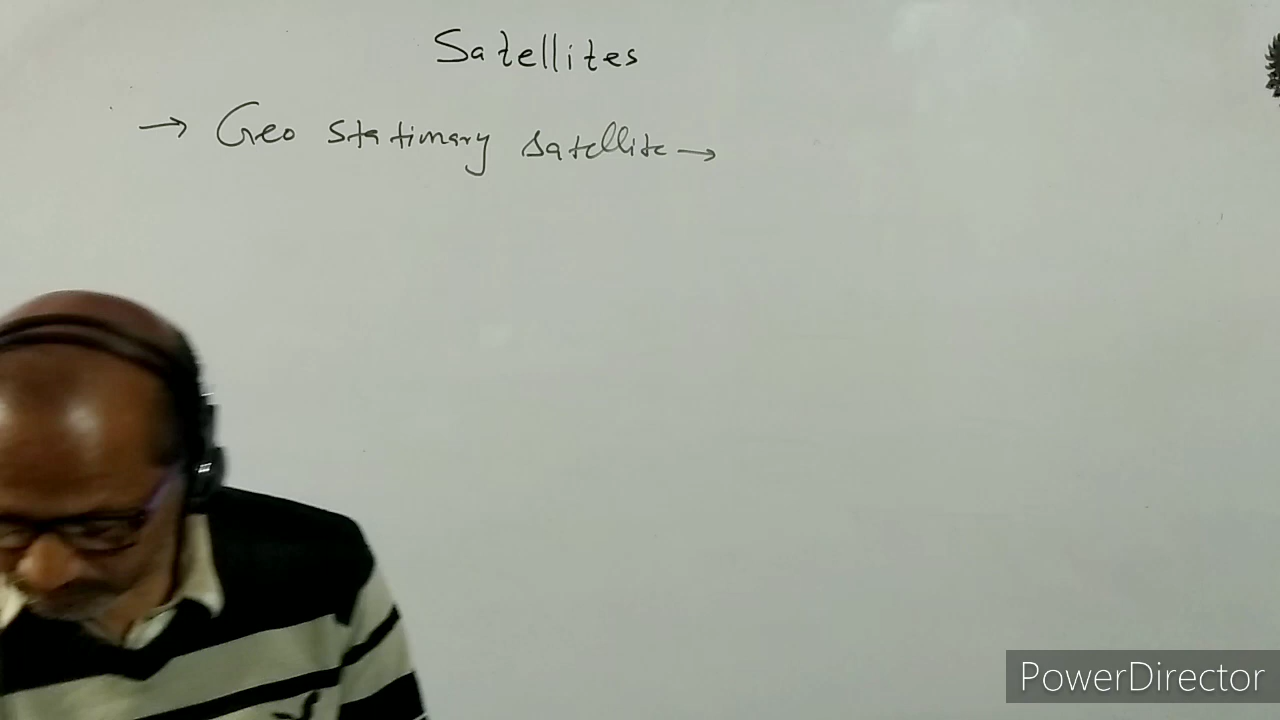 Satellites
→ Geo stationary satellite →
PowerDirector